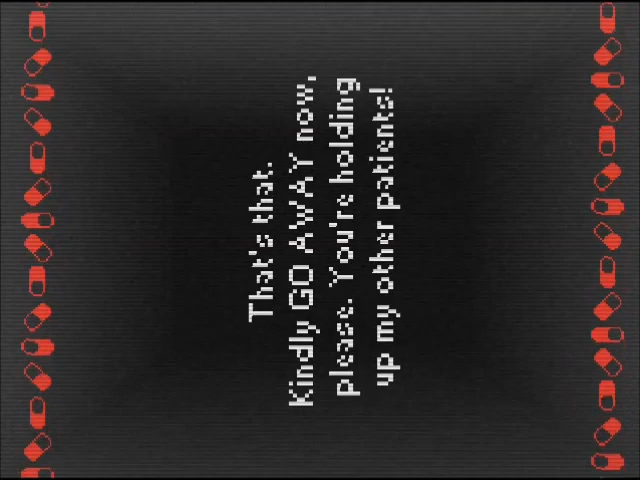 That's that.
Kindly GO AWAY now,
please. You're holding
up my other patients!